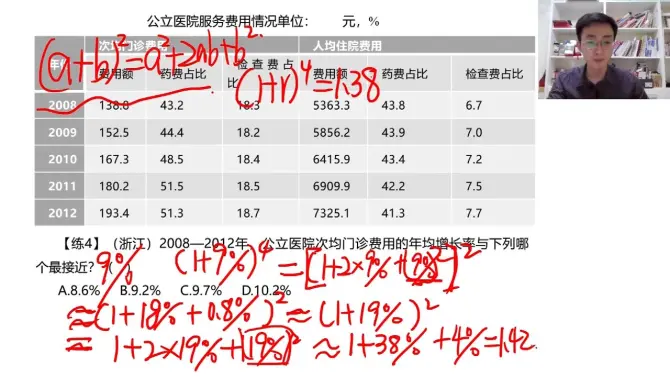 公立医院服务费用情况单位： 元，%
年份 次均门诊费用 人均住院费用
费用额 药费占比 检查费占比 费用额 药费占比 检查费占比
(a+b)²=a²+2ab+b²
(1+r)⁴=1.38
2008 138.8 43.2 18.3 5363.3 43.8 6.7
2009 152.5 44.4 18.2 5856.2 43.9 7.0
2010 167.3 48.5 18.4 6415.9 43.4 7.2
2011 180.2 51.5 18.5 6909.9 42.2 7.5
2012 193.4 51.3 18.7 7325.1 41.3 7.7
【练4】（浙江）2008—2012年，公立医院次均门诊费用的年均增长率与下列哪
个最接近？（ ）
A.8.6% B.9.2% C.9.7% D.10.2%
9% (1+9%)⁴=[1+2×9%+(9%)²]²
≈(1+18%+0.8%)²≈(1+19%)²
=1+2×19%+(19%)²≈1+38%+4%=1.42